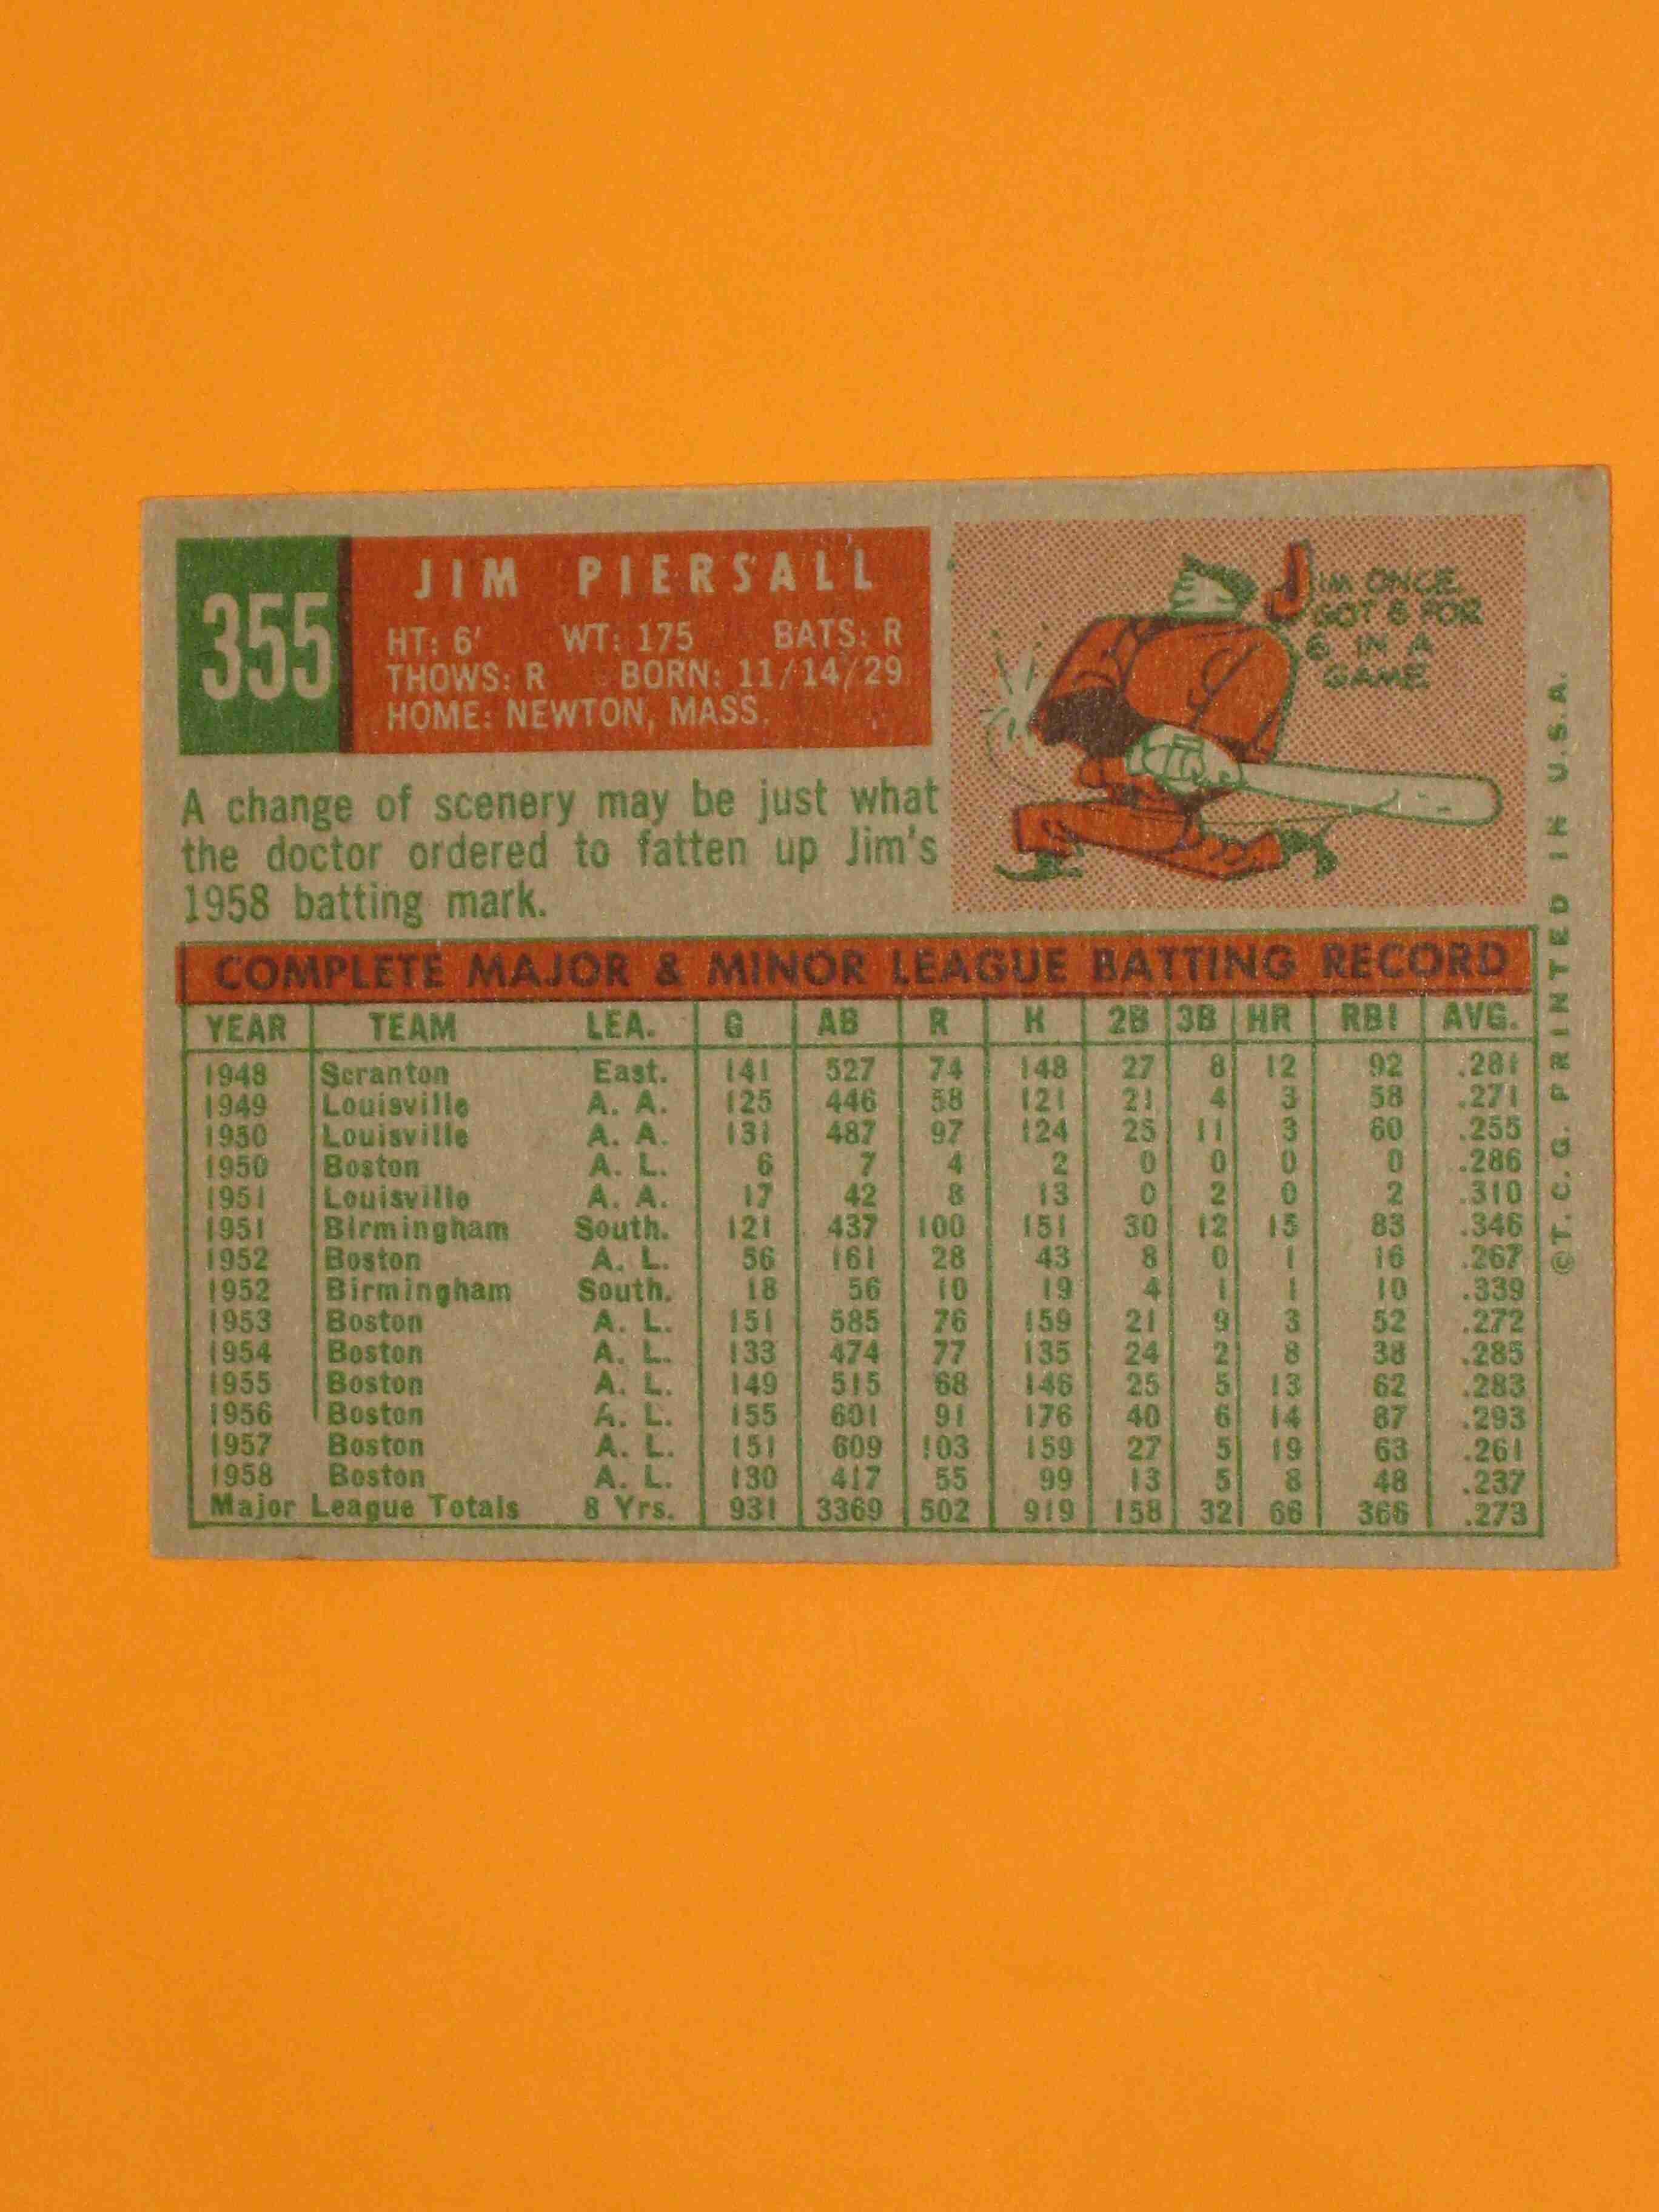 355
JIM PIERSALL
HT: 6' WT: 175 BATS: R
THOWS: R BORN: 11/14/29
HOME: NEWTON, MASS.
JIM ONCE
GOT 6 FOR
6 IN A
GAME
A change of scenery may be just what
the doctor ordered to fatten up Jim's
1958 batting mark.
COMPLETE MAJOR & MINOR LEAGUE BATTING RECORD
YEAR TEAM LEA. G AB R H 2B 3B HR RBI AVG.
1948 Scranton East. 141 527 74 148 27 8 12 92 .281
1949 Louisville A. A. 125 446 58 121 21 4 3 58 .271
1950 Louisville A. A. 131 487 97 124 25 11 3 60 .255
1950 Boston A. L. 6 7 4 2 0 0 0 0 .286
1951 Louisville A. A. 17 42 8 13 0 2 0 2 .310
1951 Birmingham South. 121 437 100 151 30 12 15 83 .346
1952 Boston A. L. 56 161 28 43 8 0 1 16 .267
1952 Birmingham South. 18 56 10 19 4 1 1 10 .339
1953 Boston A. L. 151 585 76 159 21 9 3 52 .272
1954 Boston A. L. 133 474 77 135 24 2 8 38 .285
1955 Boston A. L. 149 515 68 146 25 5 13 62 .283
1956 Boston A. L. 155 601 91 176 40 6 14 87 .293
1957 Boston A. L. 151 609 103 159 27 5 19 63 .261
1958 Boston A. L. 130 417 55 99 13 5 8 48 .237
Major League Totals 8 Yrs. 931 3369 502 919 158 32 66 366 .273
©T. C. G. PRINTED IN U.S.A.